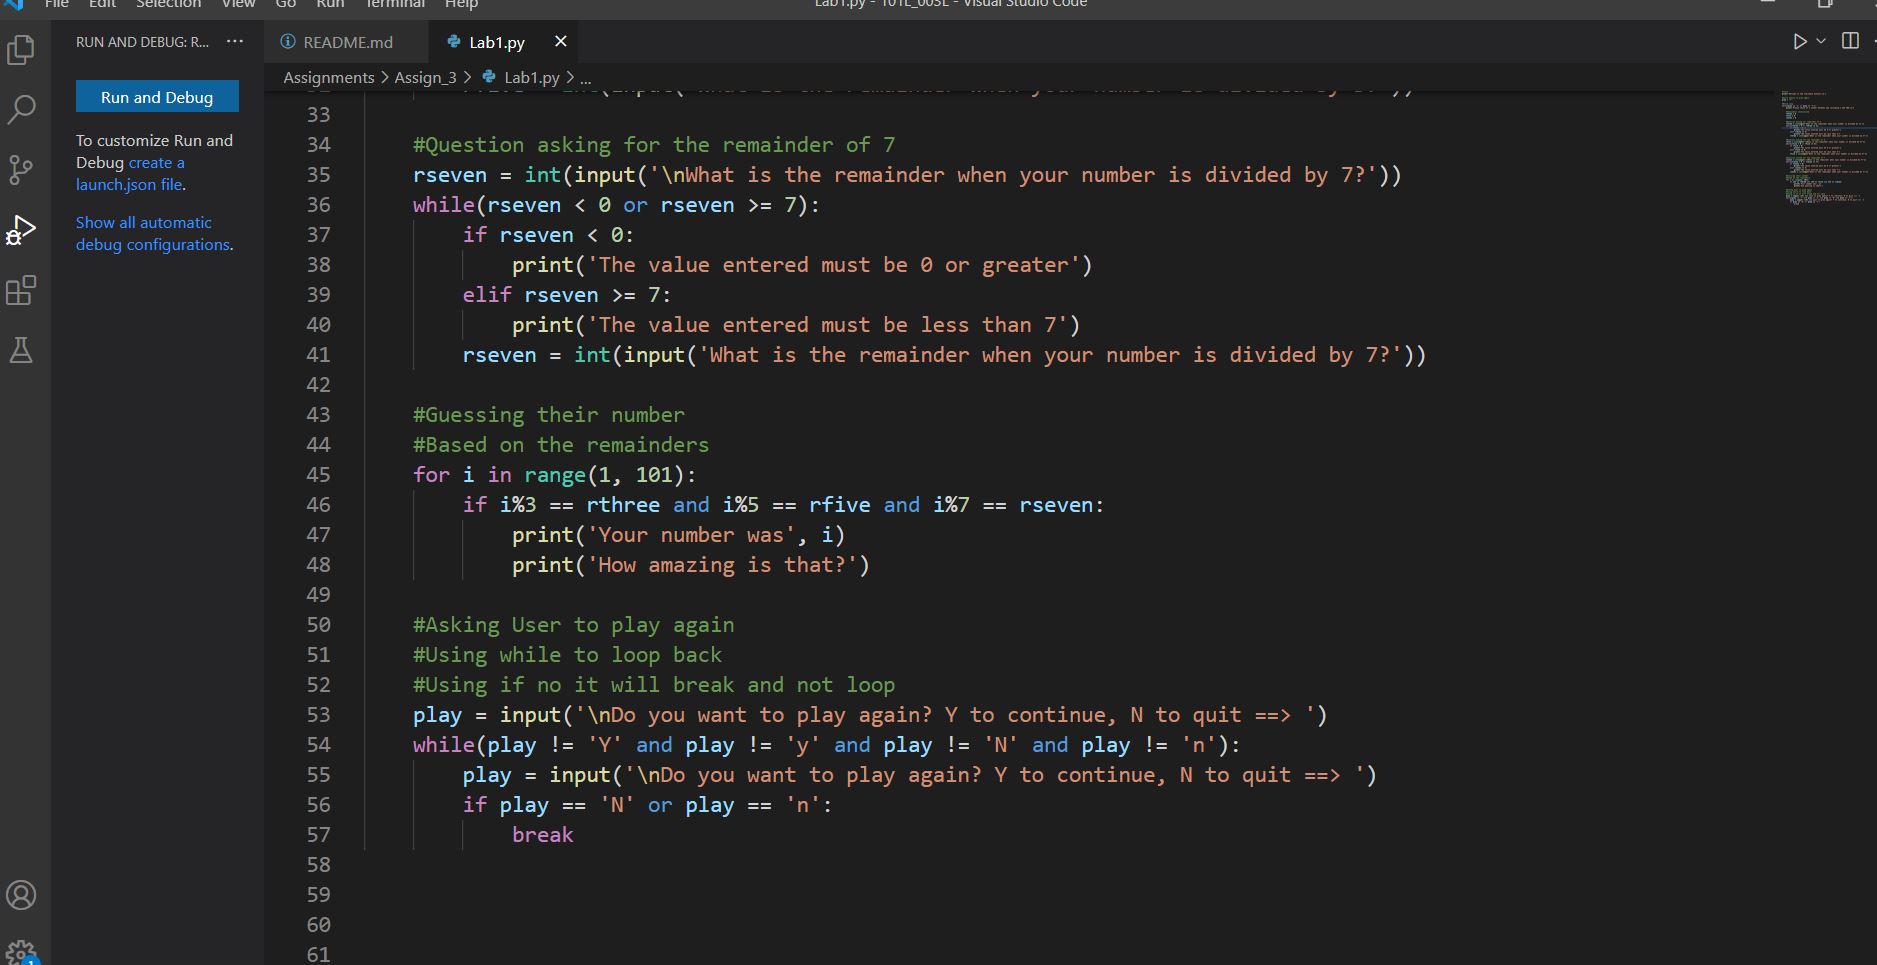 File Edit Selection View Go Run Terminal Help
Lab1.py - 101L_003L - Visual Studio Code
RUN AND DEBUG: R... ...
Run and Debug
To customize Run and
Debug create a
launch.json file.
Show all automatic
debug configurations.
README.md
Lab1.py
Assignments > Assign_3 > Lab1.py > ...
33
34 #Question asking for the remainder of 7
35 rseven = int(input('\nWhat is the remainder when your number is divided by 7?'))
36 while(rseven < 0 or rseven >= 7):
37 if rseven < 0:
38 print('The value entered must be 0 or greater')
39 elif rseven >= 7:
40 print('The value entered must be less than 7')
41 rseven = int(input('What is the remainder when your number is divided by 7?'))
42
43 #Guessing their number
44 #Based on the remainders
45 for i in range(1, 101):
46 if i%3 == rthree and i%5 == rfive and i%7 == rseven:
47 print('Your number was', i)
48 print('How amazing is that?')
49
50 #Asking User to play again
51 #Using while to loop back
52 #Using if no it will break and not loop
53 play = input('\nDo you want to play again? Y to continue, N to quit ==> ')
54 while(play != 'Y' and play != 'y' and play != 'N' and play != 'n'):
55 play = input('\nDo you want to play again? Y to continue, N to quit ==> ')
56 if play == 'N' or play == 'n':
57 break
58
59
60
61
1